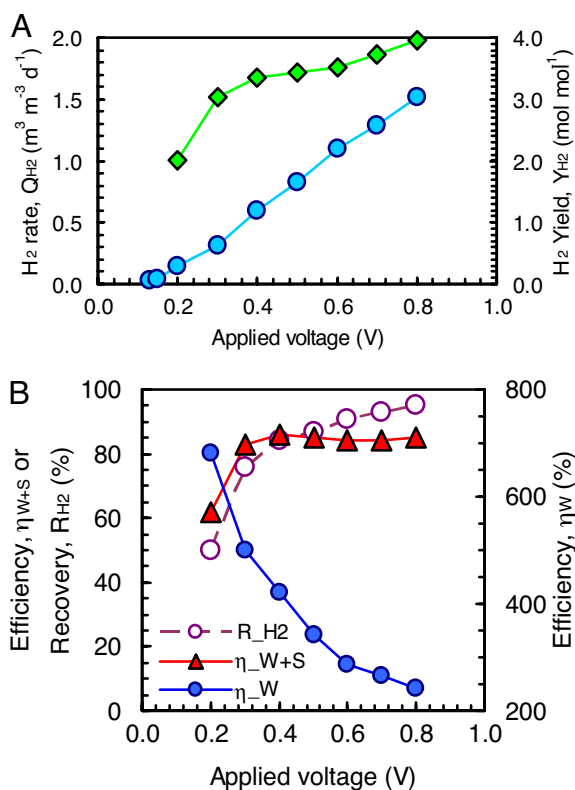 A
2.0
1.5
1.0
0.5
0.0
H2 rate, QH2 (m3 m-3 d-1)
4.0
3.0
2.0
1.0
0.0
H2 Yield, YH2 (mol mol-1)
0.0 0.2 0.4 0.6 0.8 1.0
Applied voltage (V)
B
100
80
60
40
20
0
Efficiency, ηW+S or
Recovery, RH2 (%)
R_H2
η_W+S
η_W
800
600
400
200
Efficiency, ηW (%)
0.0 0.2 0.4 0.6 0.8 1.0
Applied voltage (V)